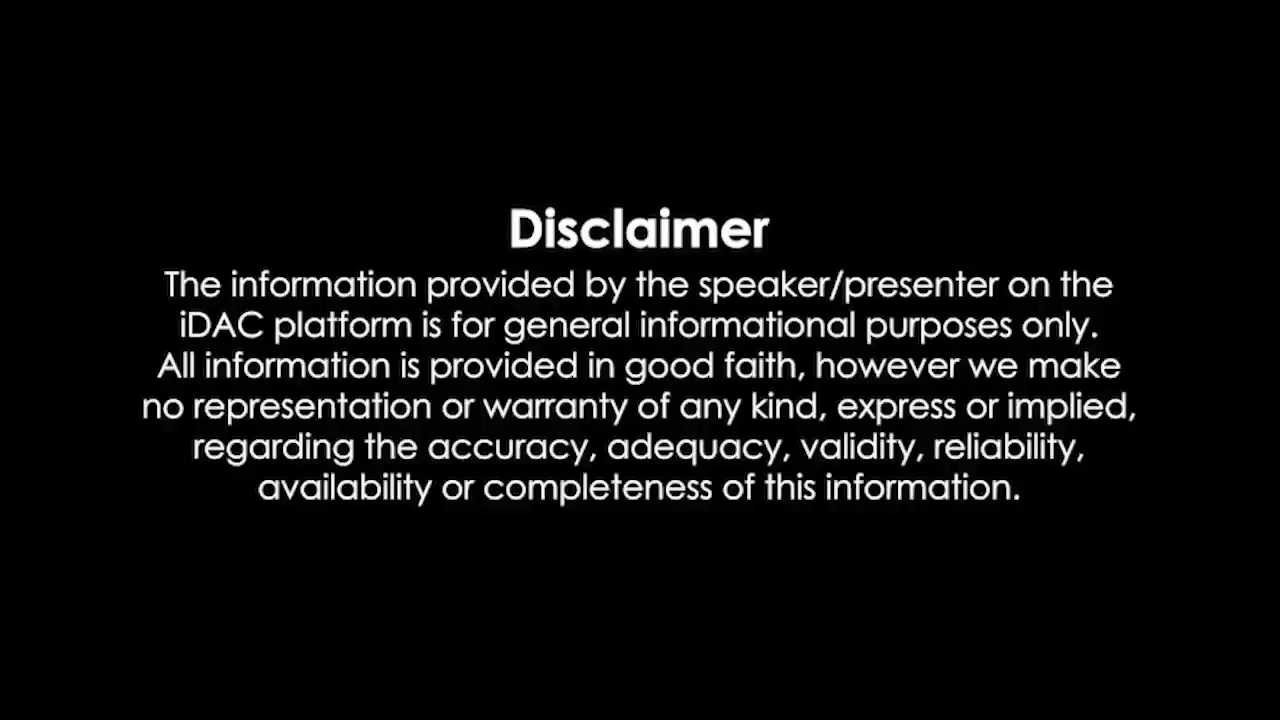 Disclaimer
The information provided by the speaker/presenter on the
iDAC platform is for general informational purposes only.
All information is provided in good faith, however we make
no representation or warranty of any kind, express or implied,
regarding the accuracy, adequacy, validity, reliability,
availability or completeness of this information.